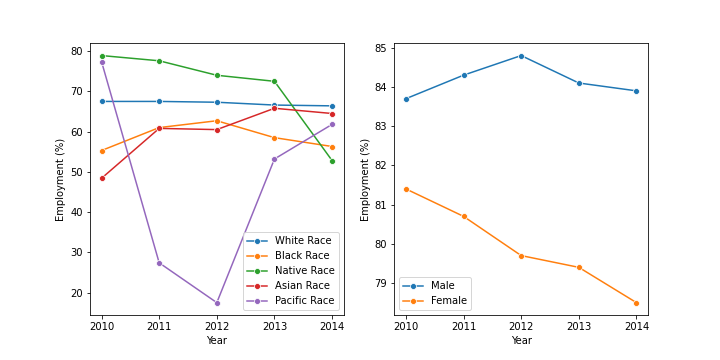 80
70
60
50
40
30
20
Employment (%)
2010 2011 2012 2013 2014
Year
White Race
Black Race
Native Race
Asian Race
Pacific Race
85
84
83
82
81
80
79
Employment (%)
2010 2011 2012 2013 2014
Year
Male
Female